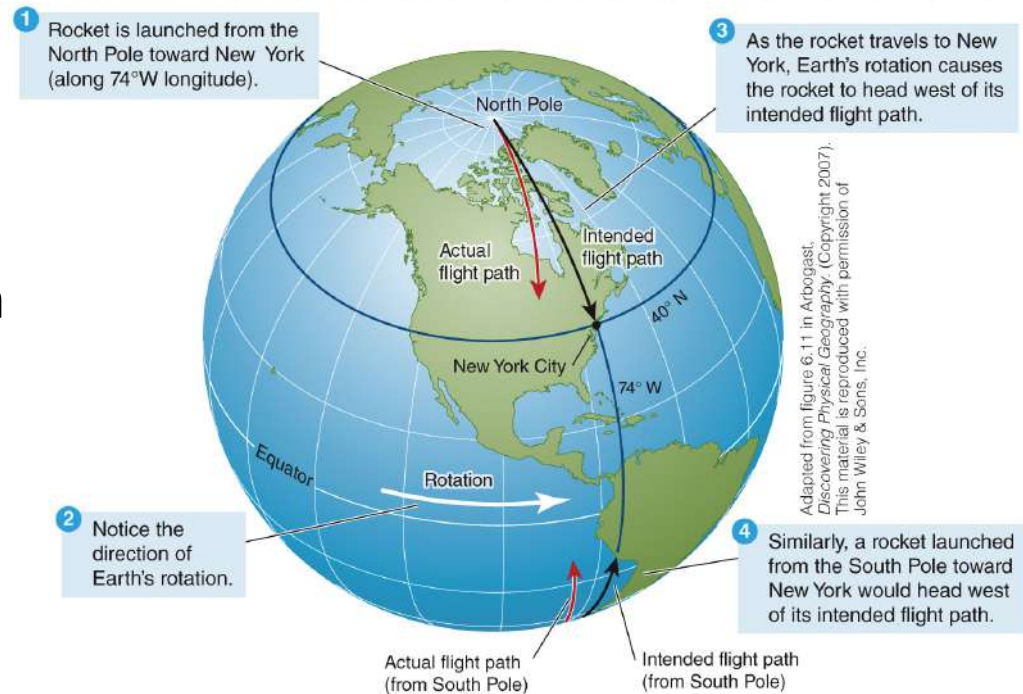 1
Rocket is launched from the
North Pole toward New York
(along 74°W longitude).
3
As the rocket travels to New
York, Earth's rotation causes
the rocket to head west of its
intended flight path.
North Pole
Actual
flight path
Intended
flight path
40° N
New York City
74° W
Equator
Rotation
2
Notice the
direction of
Earth's rotation.
4
Similarly, a rocket launched
from the South Pole toward
New York would head west
of its intended flight path.
Actual flight path
(from South Pole)
Intended flight path
(from South Pole)
Adapted from figure 6.11 in Arbogast,
Discovering Physical Geography. (Copyright 2007).
This material is reproduced with permission of
John Wiley & Sons, Inc.